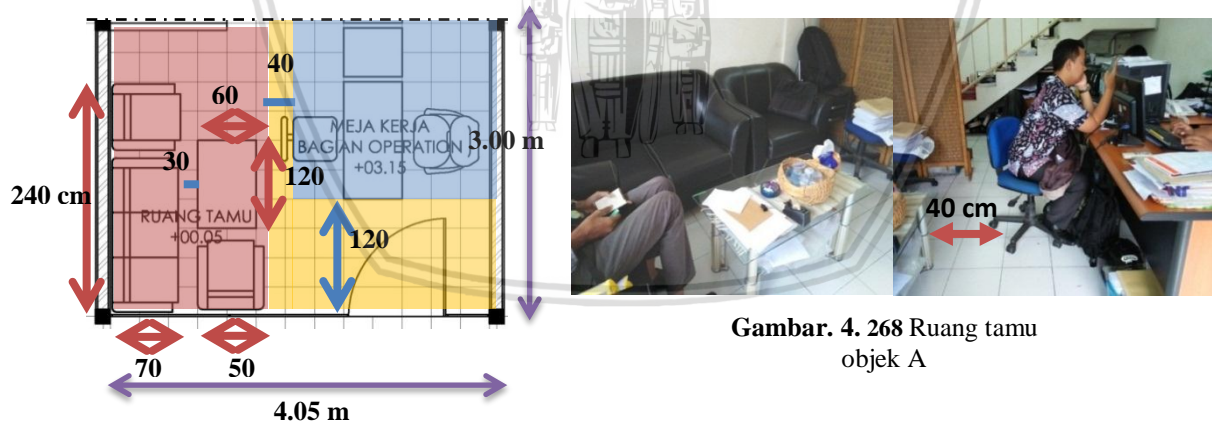 40
60
MEJA KERJA
BAGIAN OPERATION
+03.15
3.00 m
30
120
240 cm
RUANG TAMU
+00.05
120
70
50
4.05 m
40 cm
Gambar. 4. 268 Ruang tamu
objek A